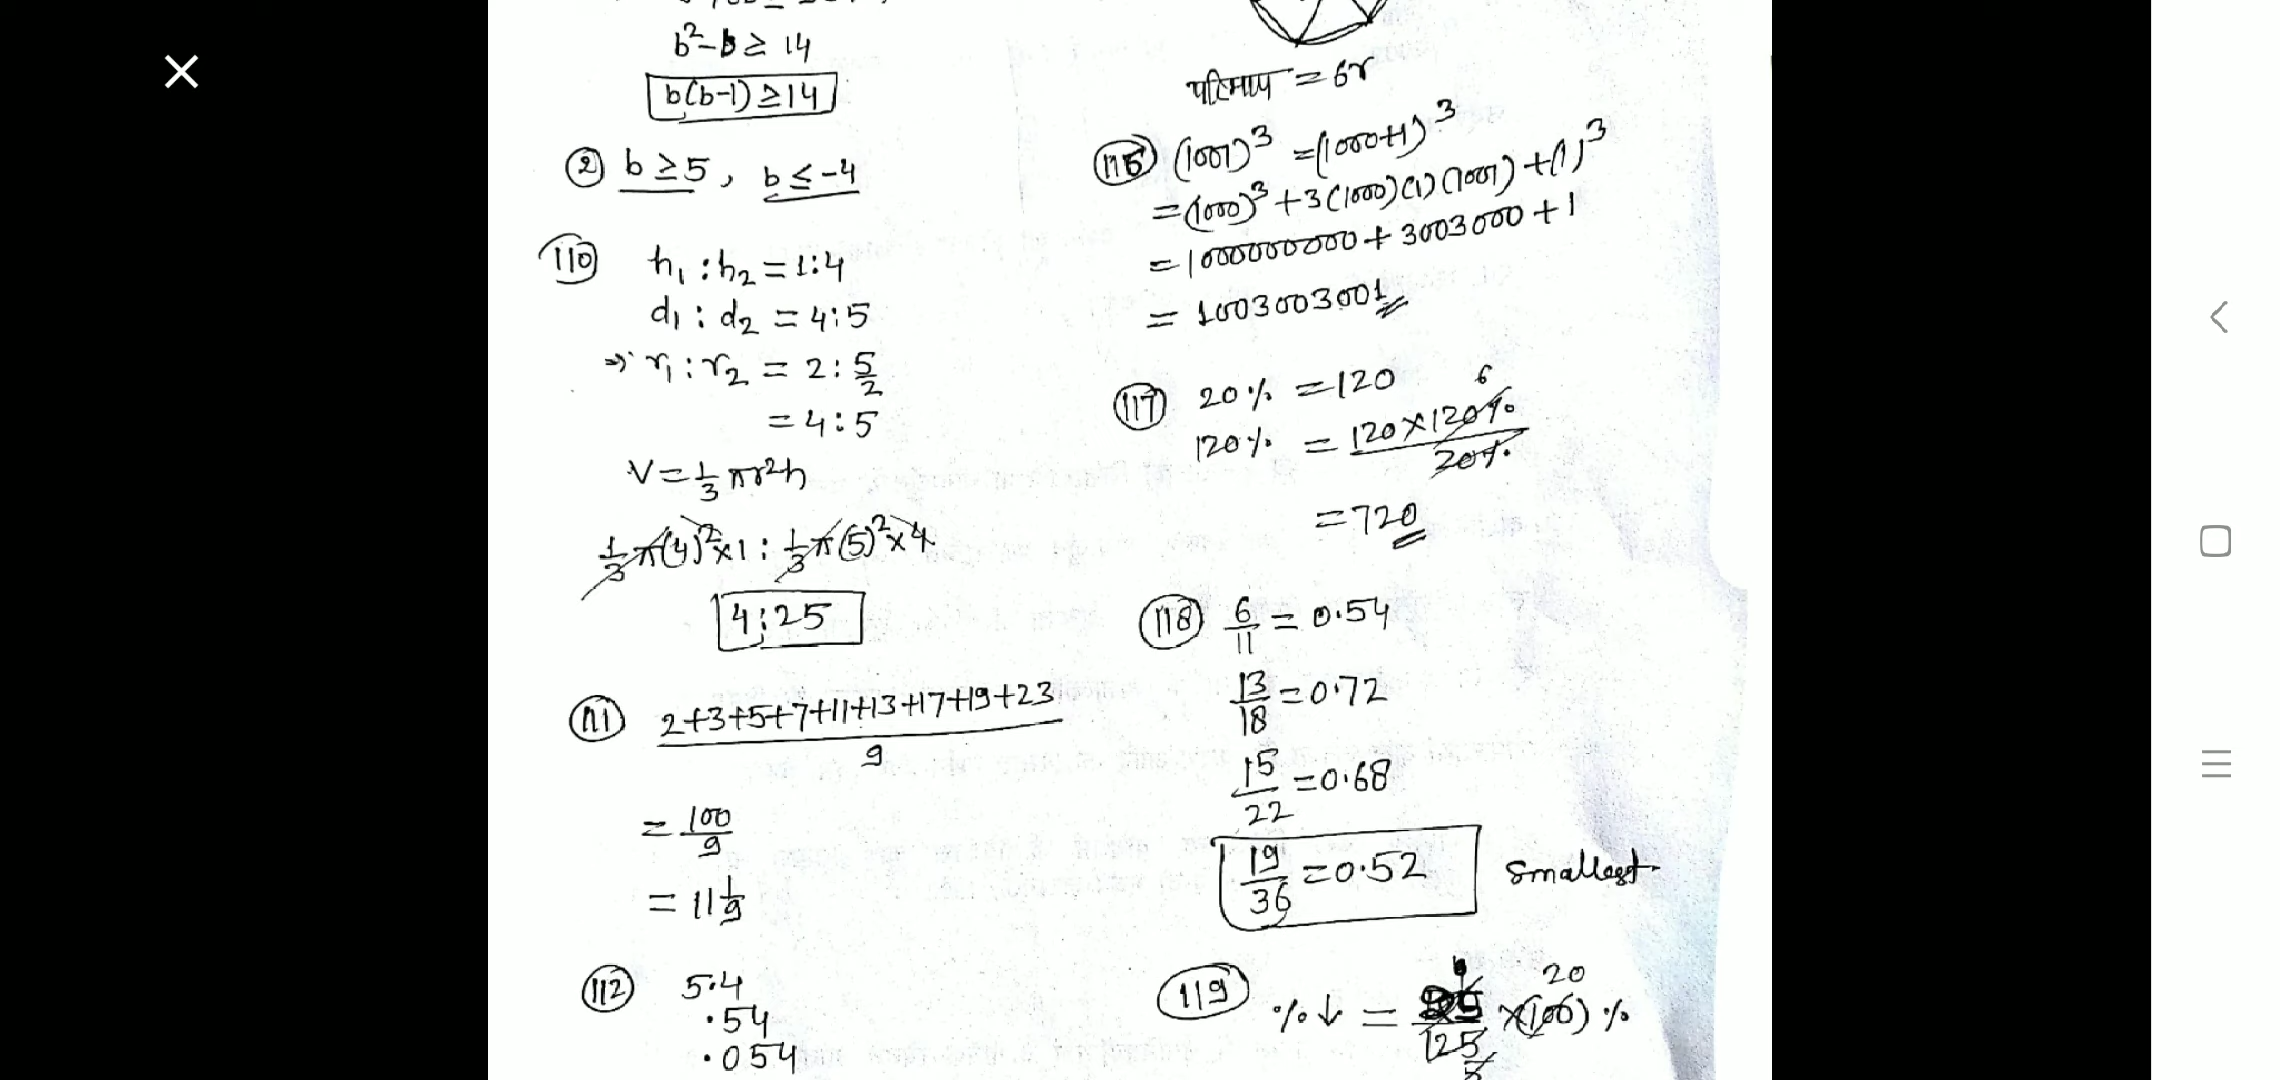 b²-b ≥ 14
b(b-1) ≥ 14
② b ≥ 5, b ≤ -4
110 h₁ : h₂ = 1:4
d₁ : d₂ = 4:5
⇒ r₁ : r₂ = 2 : 5/2
= 4 : 5
V = 1/3 πr²h
1/3 π(4)² × 1 : 1/3 π(5)² × 4
4 : 25
111 2+3+5+7+11+13+17+19+23 / 9
= 100/9
= 11 1/9
112 5.4
.54
.054
परिमाप = 6r
116 (1001)³ = (1000+1)³
= (1000)³ + 3(1000)(1)(1001) + (1)³
= 1000000000 + 3003000 + 1
= 1003003001
117 20% = 120
120% = 120 × 120% / 20%
6
= 720
118 6/11 = 0.54
13/18 = 0.72
15/22 = 0.68
19/36 = 0.52 Smallest
119 %↓ = 25/125 × (100) %
20